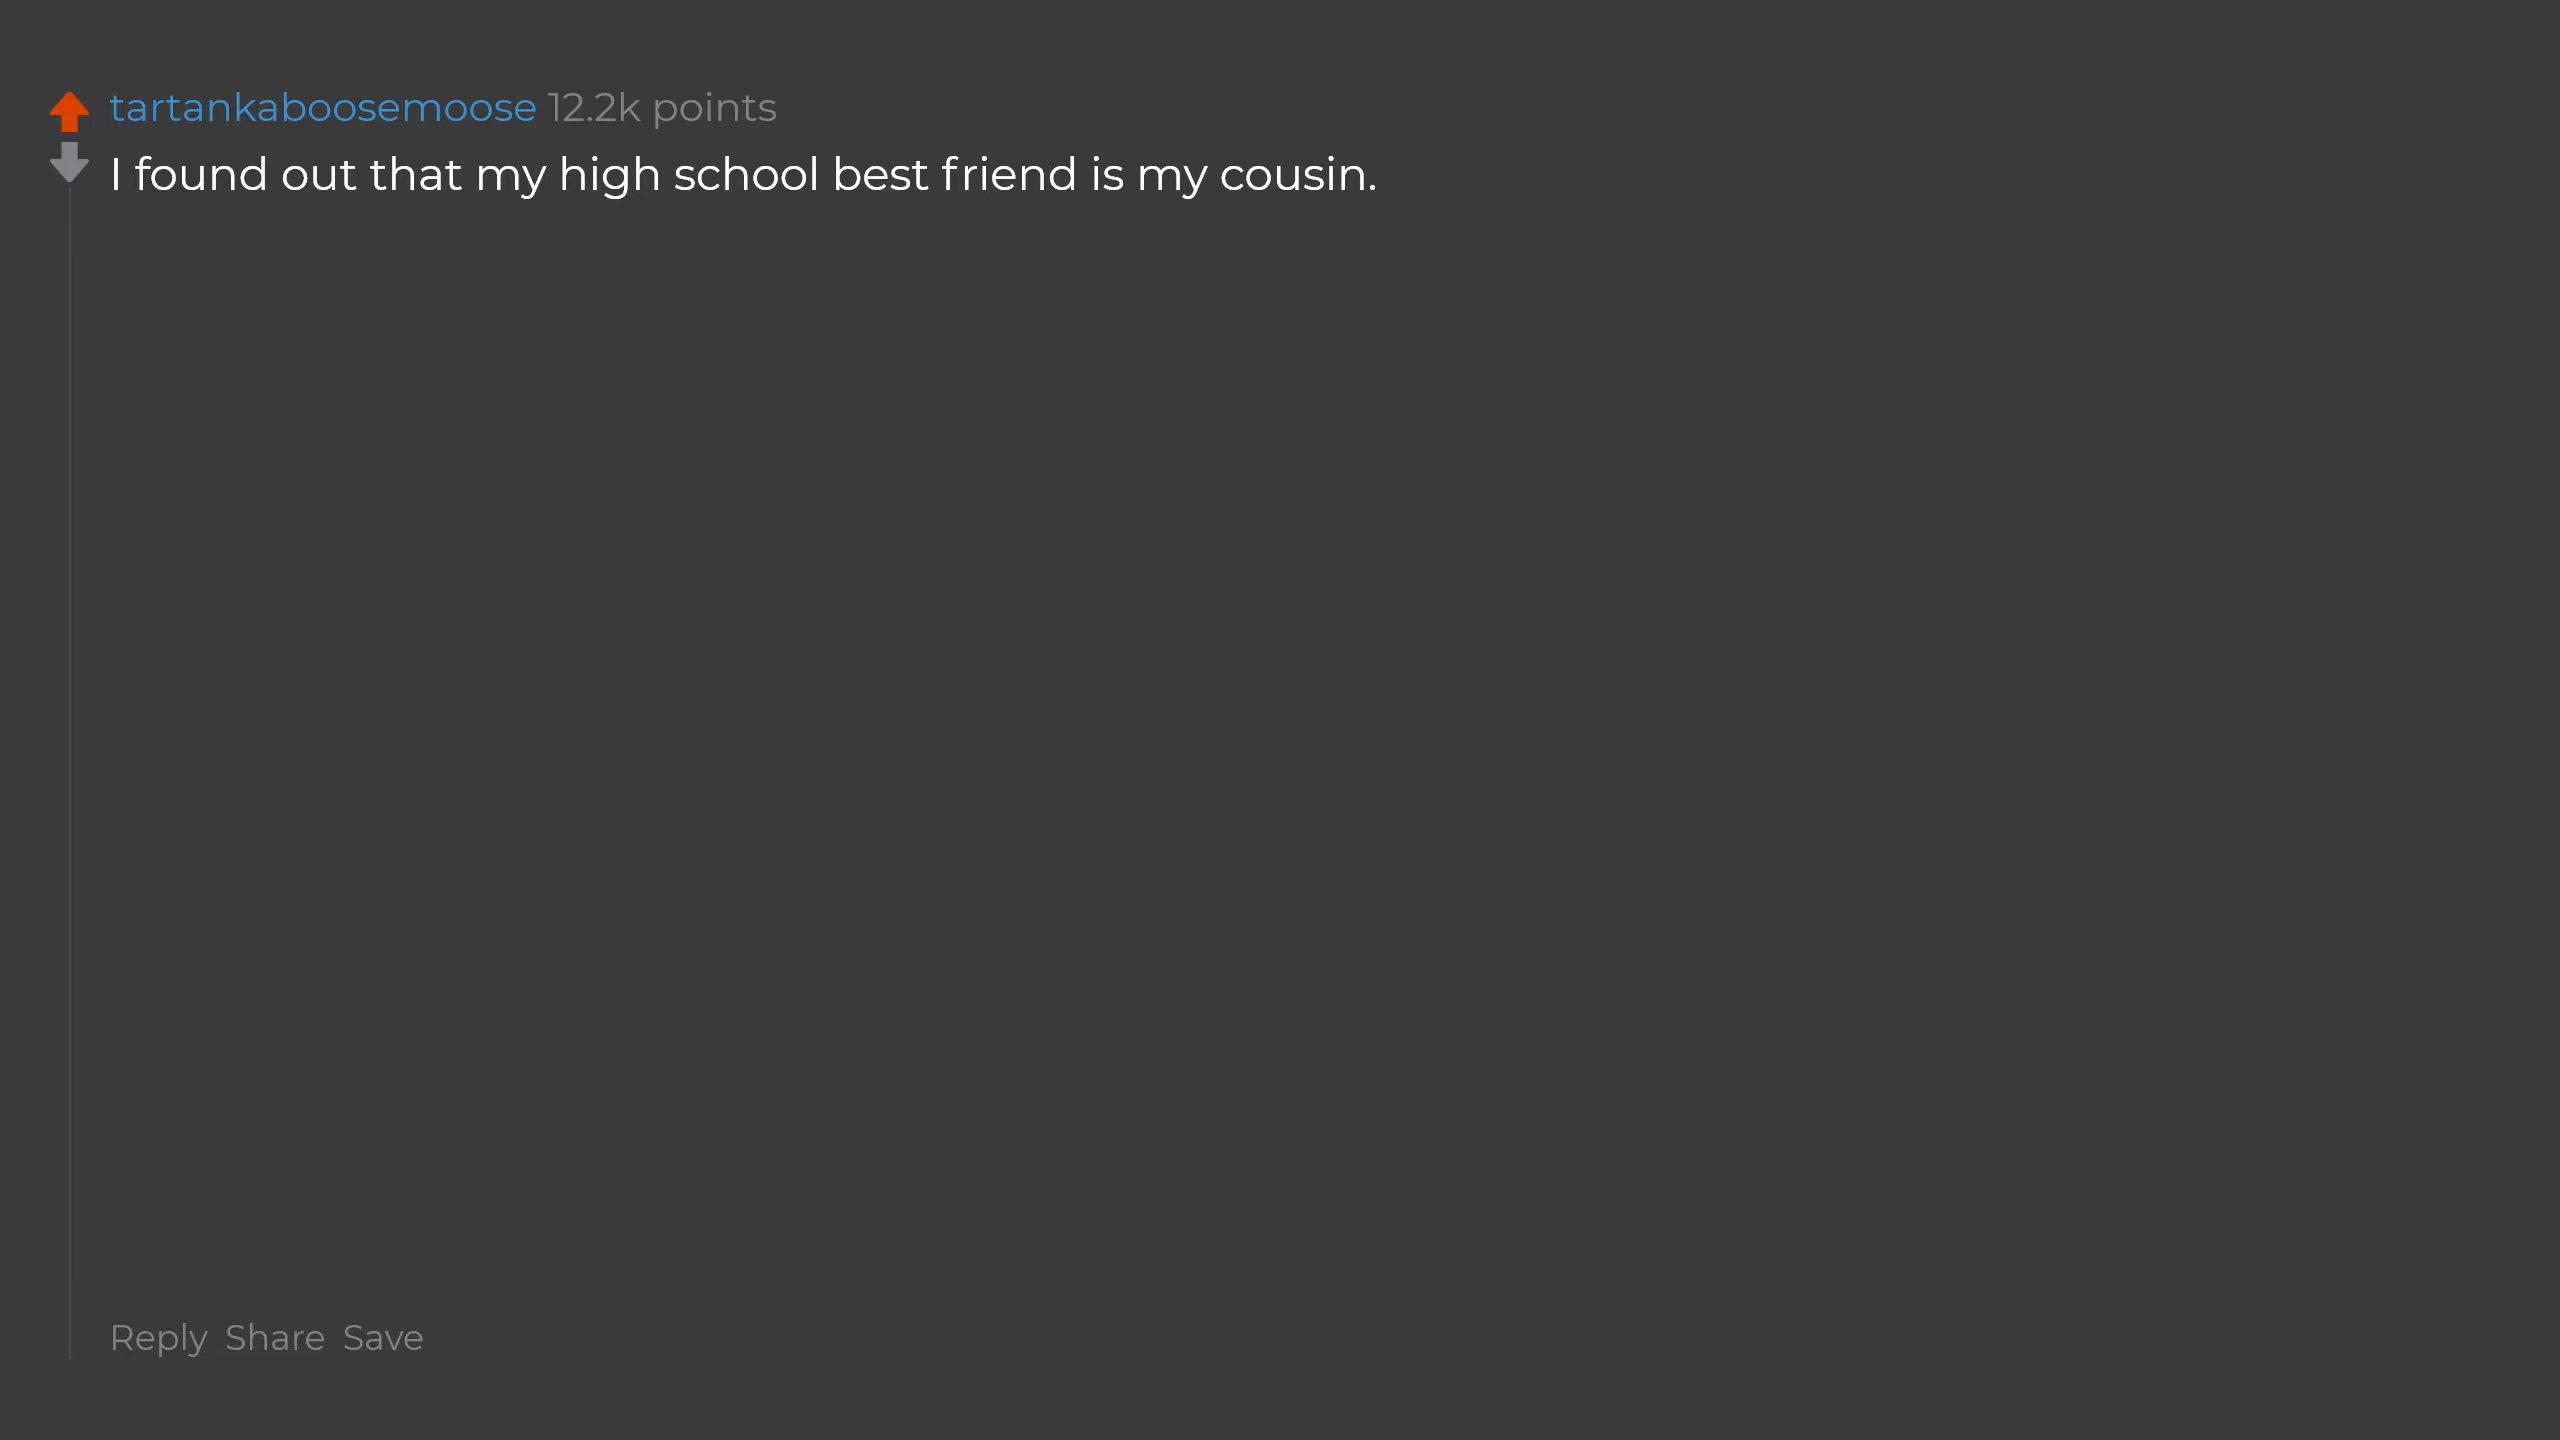 tartankaboosemoose 12.2k points
I found out that my high school best friend is my cousin.
Reply Share Save